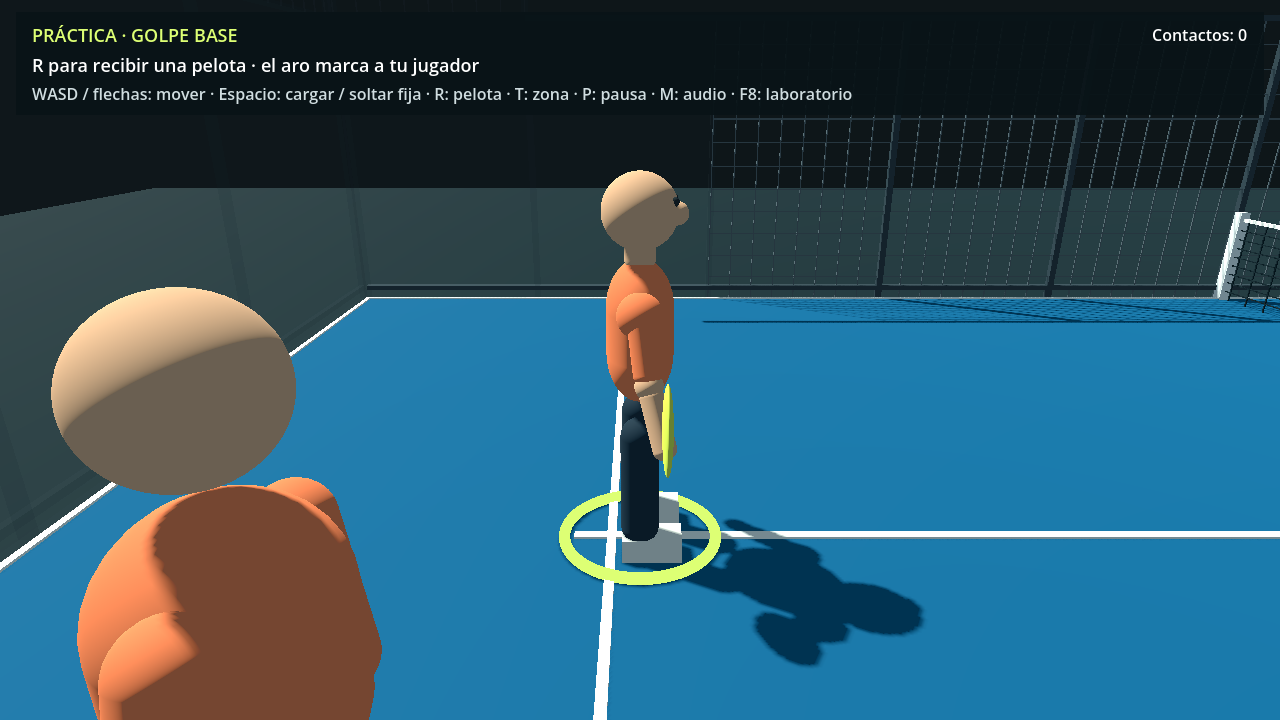 PRÁCTICA · GOLPE BASE
Contactos: 0
R para recibir una pelota · el aro marca a tu jugador
WASD / flechas: mover · Espacio: cargar / soltar fija · R: pelota · T: zona · P: pausa · M: audio · F8: laboratorio